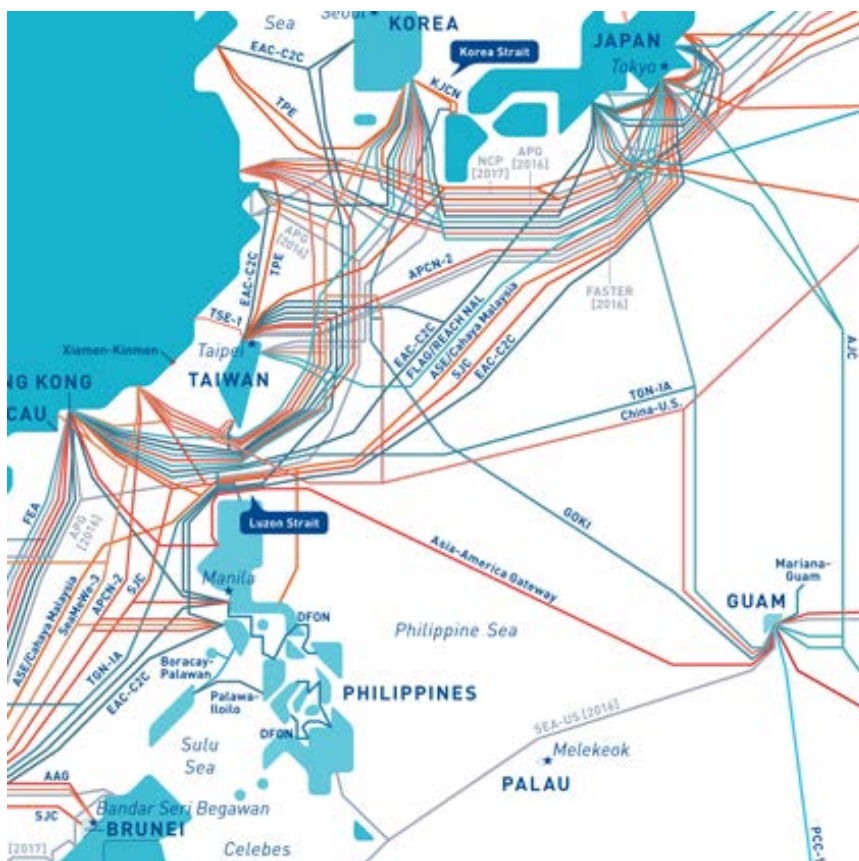 Seoul
KOREA
Sea
EAC-C2C
Korea Strait
JAPAN
Tokyo
KJCN
TPE
NCP
[2017]
APG
[2016]
APG
[2016]
EAC-C2C
TPE
APCN-2
FASTER
[2016]
TSE-1
Taipei
TAIWAN
Xiamen-Kinmen
EAC-C2C
FLAG/REACH NAL
ASE/Cahaya Malaysia
SJC
EAC-C2C
AJC
NG KONG
CAU
TGN-IA
China-U.S.
FEA
APG
[2016]
Luzon Strait
GOKI
Asia-America Gateway
Mariana-
Guam
GUAM
ASE/Cahaya Malaysia
SeaMeWe-3
APCN-2
SJC
Manila
DFON
Philippine Sea
TGN-IA
EAC-C2C
Boracay-
Palawan
Palawa-
Iloilo
PHILIPPINES
DFON
SEA-US [2016]
Sulu
Sea
Melekeok
PALAU
AAG
SJC
Bandar Seri Begawan
BRUNEI
[2017]
Celebes
PCC-1